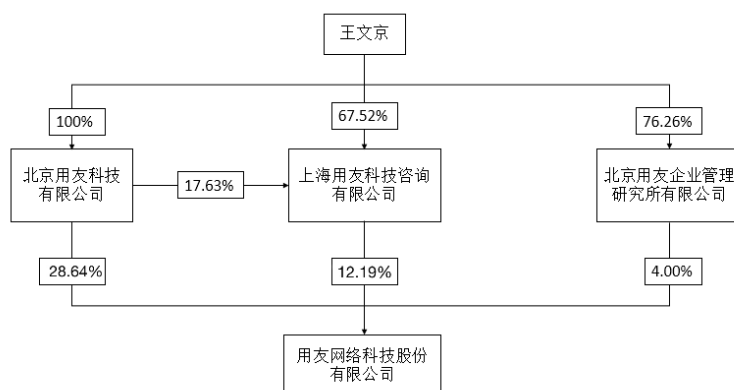 王文京
100%
67.52%
76.26%
北京用友科技
有限公司
17.63%
上海用友科技咨询
有限公司
北京用友企业管理
研究所有限公司
28.64%
12.19%
4.00%
用友网络科技股份
有限公司